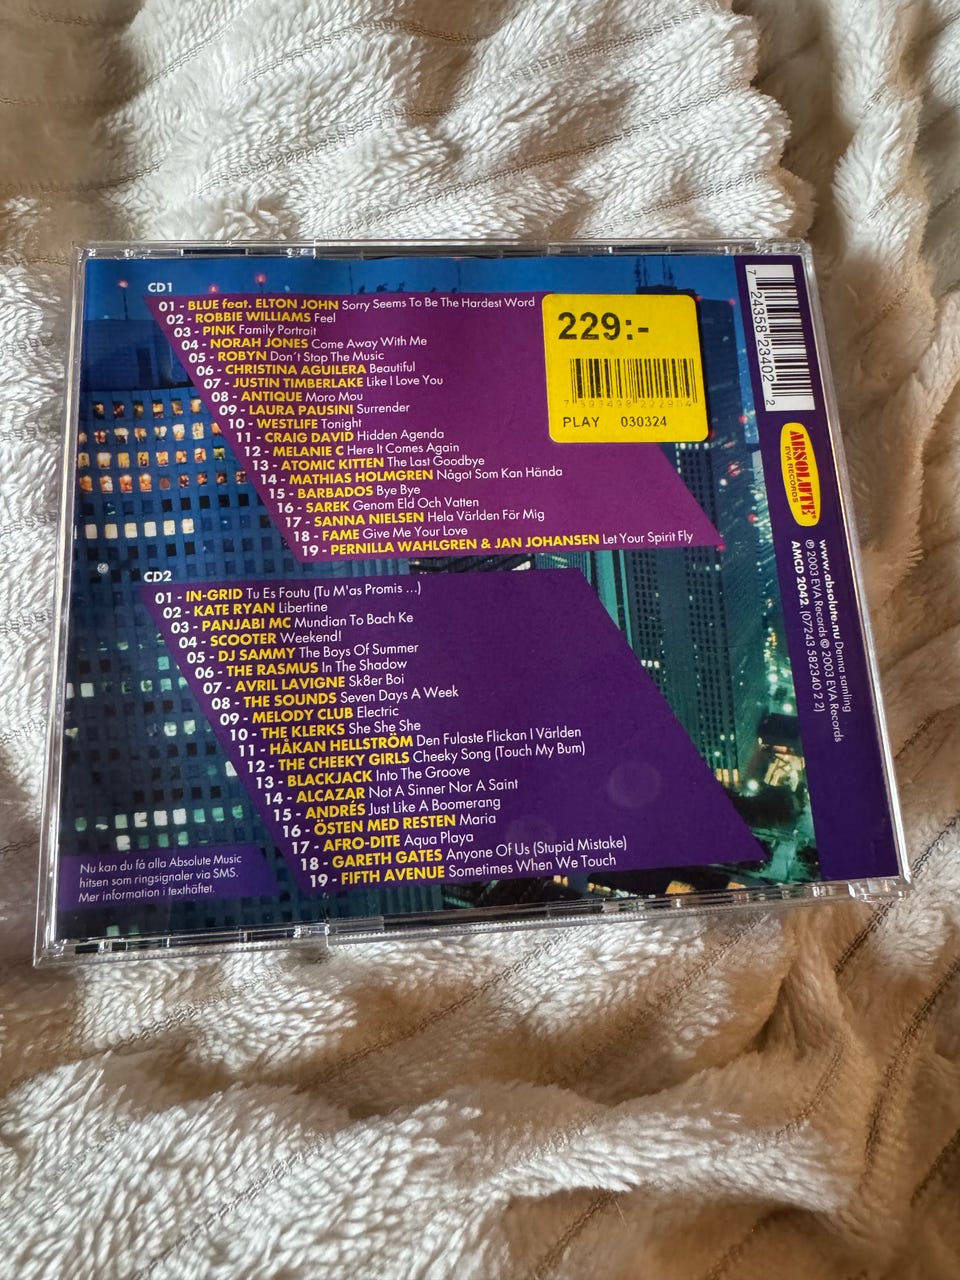 CD1
01 - BLUE feat. ELTON JOHN Sorry Seems To Be The Hardest Word
02 - ROBBIE WILLIAMS Feel
03 - PINK Family Portrait
04 - NORAH JONES Come Away With Me
05 - ROBYN Don´t Stop The Music
06 - CHRISTINA AGUILERA Beautiful
07 - JUSTIN TIMBERLAKE Like I Love You
08 - ANTIQUE Moro Mou
09 - LAURA PAUSINI Surrender
10 - WESTLIFE Tonight
11 - CRAIG DAVID Hidden Agenda
12 - MELANIE C Here It Comes Again
13 - ATOMIC KITTEN The Last Goodbye
14 - MATHIAS HOLMGREN Något Som Kan Hända
15 - BARBADOS Bye Bye
16 - SAREK Genom Eld Och Vatten
17 - SANNA NIELSEN Hela Världen För Mig
18 - FAME Give Me Your Love
19 - PERNILLA WAHLGREN & JAN JOHANSEN Let Your Spirit Fly
229:-
PLAY 030324
CD2
01 - IN-GRID Tu Es Foutu (Tu M'as Promis ...)
02 - KATE RYAN Libertine
03 - PANJABI MC Mundian To Bach Ke
04 - SCOOTER Weekend!
05 - DJ SAMMY The Boys Of Summer
06 - THE RASMUS In The Shadow
07 - AVRIL LAVIGNE Sk8er Boi
08 - THE SOUNDS Seven Days A Week
09 - MELODY CLUB Electric
10 - THE KLERKS She She She
11 - HÅKAN HELLSTRÖM Den Fulaste Flickan I Världen
12 - THE CHEEKY GIRLS Cheeky Song (Touch My Bum)
13 - BLACKJACK Into The Groove
14 - ALCAZAR Not A Sinner Nor A Saint
15 - ANDRÉS Just Like A Boomerang
16 - ÖSTEN MED RESTEN Maria
17 - AFRO-DITE Aqua Playa
18 - GARETH GATES Anyone Of Us (Stupid Mistake)
19 - FIFTH AVENUE Sometimes When We Touch
Nu kan du få alla Absolute Music
hitsen som ringsignaler via SMS.
Mer information i texthäftet.
7 24358 23402 2
ABSOLUTE
EVA RECORDS
www.absolute.nu Denna samling
℗ 2003 EVA Records © 2003 EVA Records
AMCD 2042 (07243 582340 2 2)